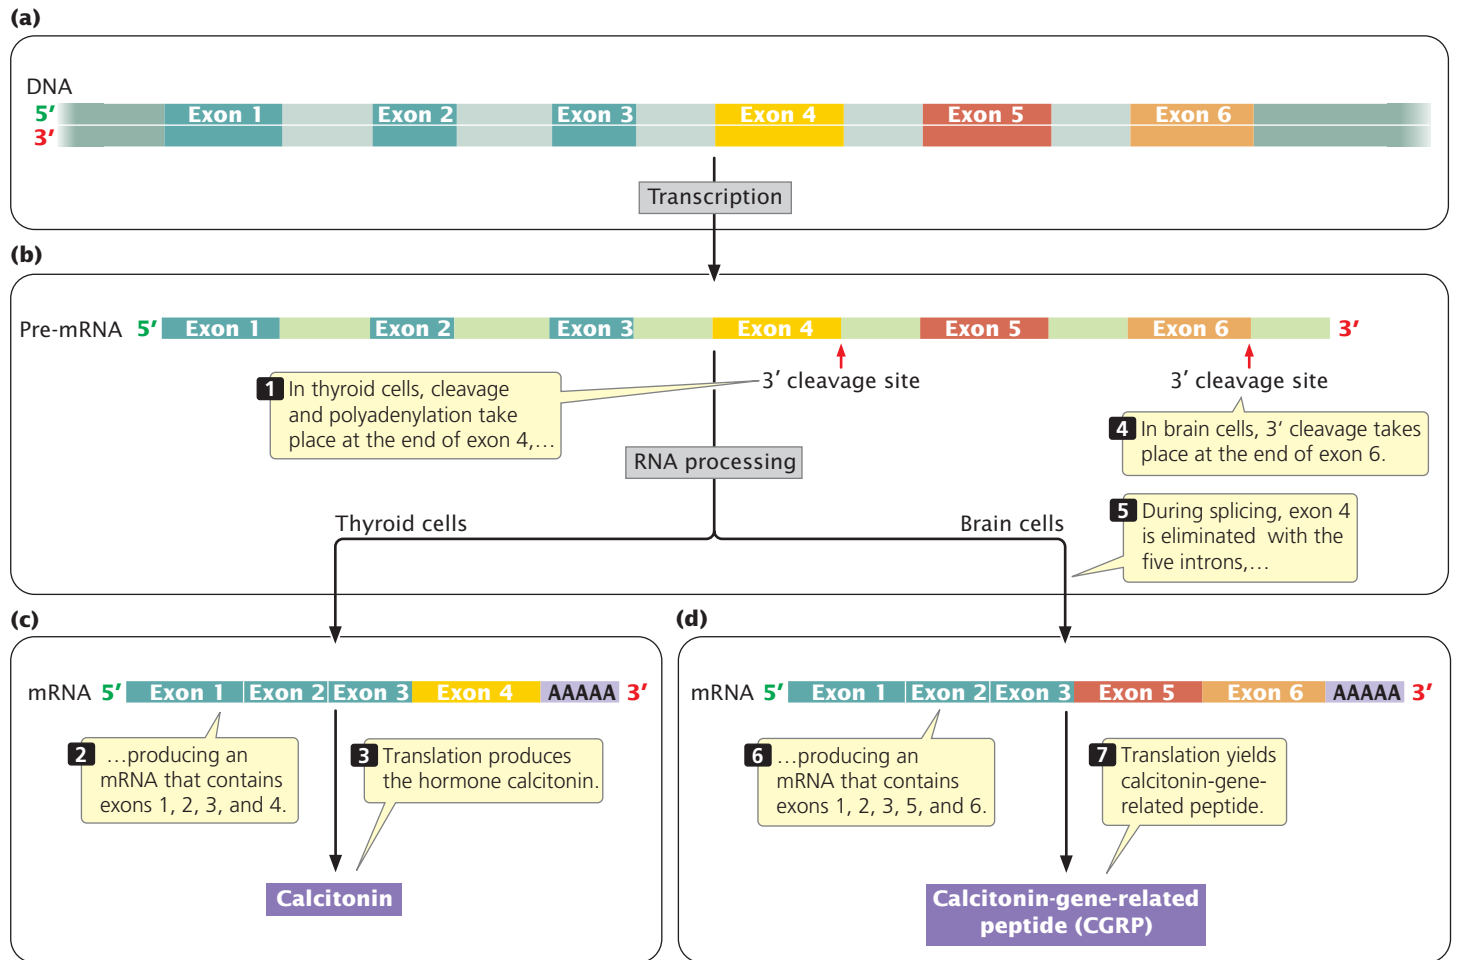 (a)
DNA
5′ Exon 1 Exon 2 Exon 3 Exon 4 Exon 5 Exon 6
3′
Transcription
(b)
Pre-mRNA 5′ Exon 1 Exon 2 Exon 3 Exon 4 Exon 5 Exon 6 3′
3′ cleavage site
3′ cleavage site
1 In thyroid cells, cleavage
and polyadenylation take
place at the end of exon 4,…
4 In brain cells, 3′ cleavage takes
place at the end of exon 6.
RNA processing
Thyroid cells
Brain cells
5 During splicing, exon 4
is eliminated with the
five introns,…
(c)
mRNA 5′ Exon 1 Exon 2 Exon 3 Exon 4 AAAAA 3′
2 …producing an
mRNA that contains
exons 1, 2, 3, and 4.
3 Translation produces
the hormone calcitonin.
Calcitonin
(d)
mRNA 5′ Exon 1 Exon 2 Exon 3 Exon 5 Exon 6 AAAAA 3′
6 …producing an
mRNA that contains
exons 1, 2, 3, 5, and 6.
7 Translation yields
calcitonin-gene-
related peptide.
Calcitonin-gene-related
peptide (CGRP)